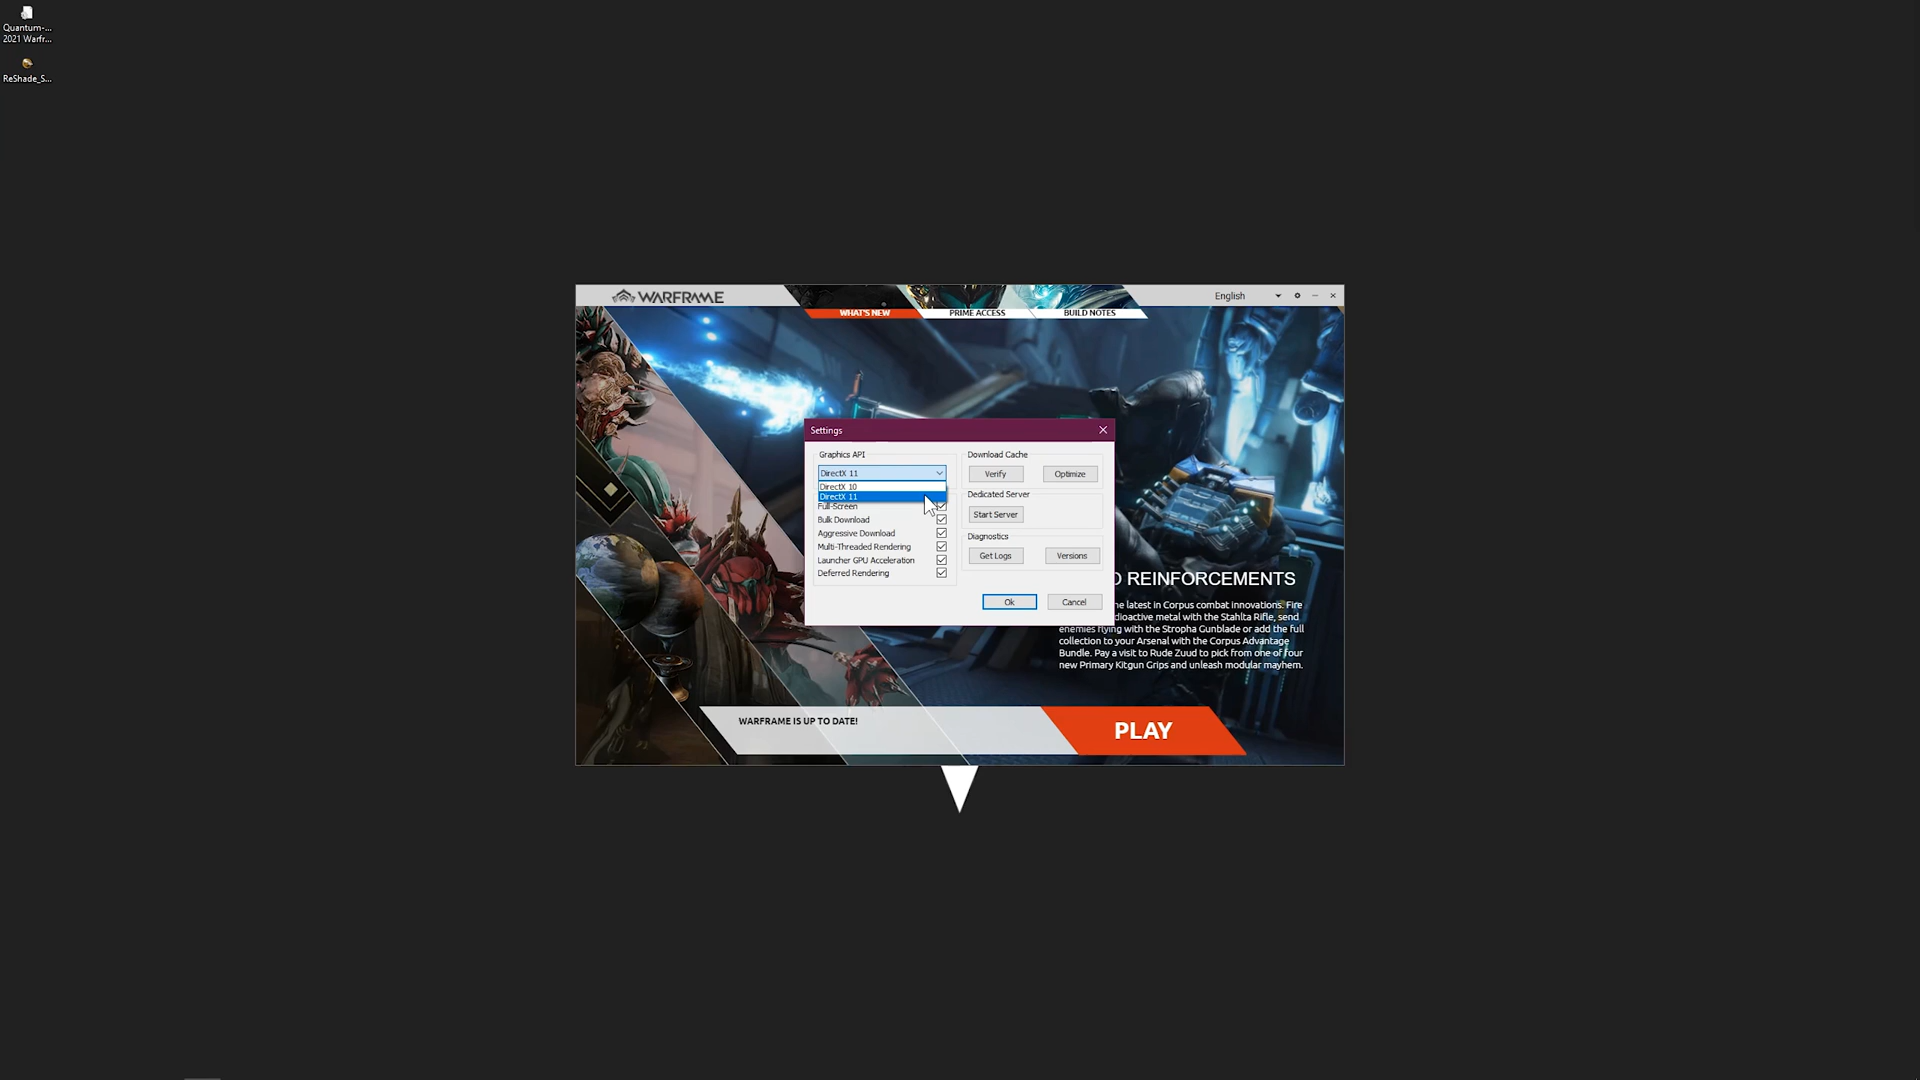 Quantum-...
2021 Warfr...
ReShade_S...
WARFRAME
English
WHAT'S NEW
PRIME ACCESS
BUILD NOTES
Settings
Graphics API
DirectX 11
DirectX 10
DirectX 11
Full-Screen
Bulk Download
Aggressive Download
Multi-Threaded Rendering
Launcher GPU Acceleration
Deferred Rendering
Download Cache
Verify
Optimize
Dedicated Server
Start Server
Diagnostics
Get Logs
Versions
Ok
Cancel
REINFORCEMENTS
latest in Corpus combat innovations. Fire
metal with the Stahlta Rifle, send
enemies flying with the Stropha Gunblade or add the full
collection to your Arsenal with the Corpus Advantage
Bundle. Pay a visit to Rude Zuud to pick from one of four
new Primary Kitgun Grips and unleash modular mayhem.
WARFRAME IS UP TO DATE!
PLAY